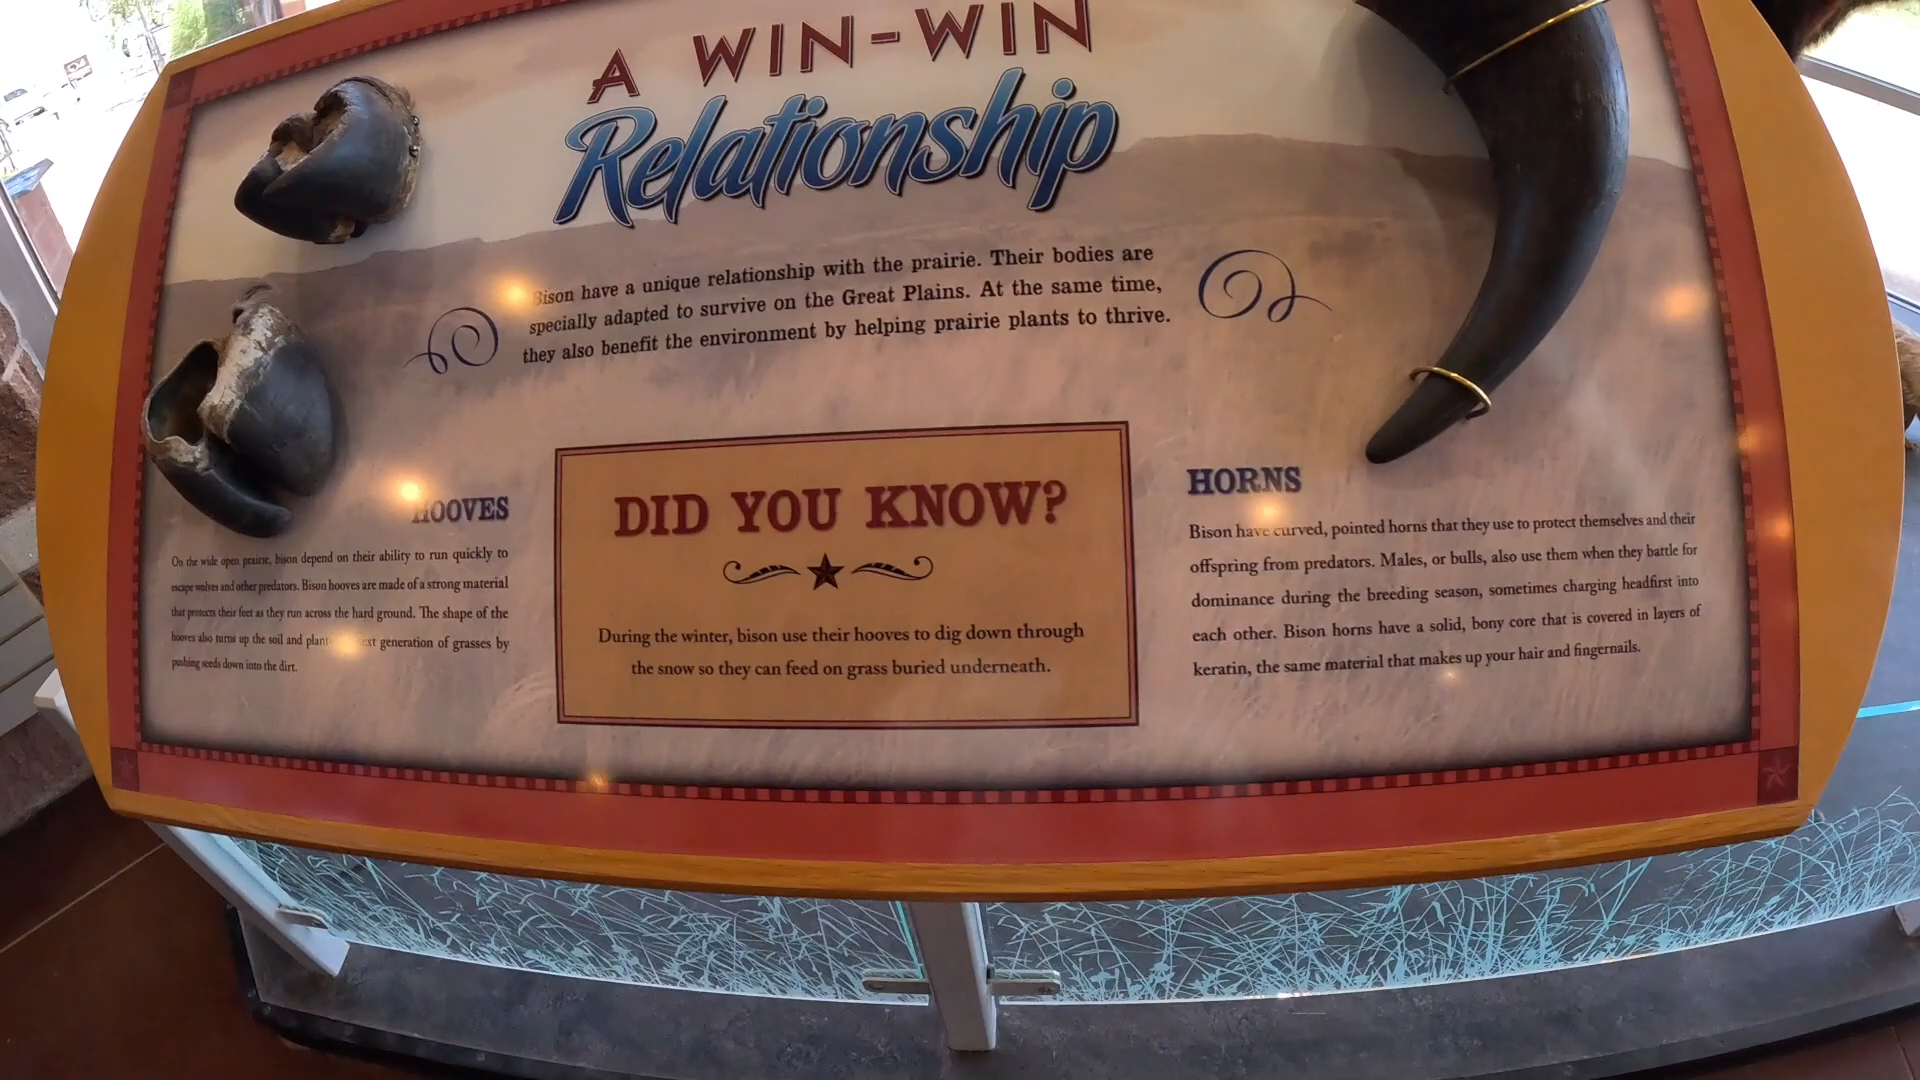 A WIN-WIN
Relationship
Bison have a unique relationship with the prairie. Their bodies are
specially adapted to survive on the Great Plains. At the same time,
they also benefit the environment by helping prairie plants to thrive.
HOOVES
On the wide open prairie, bison depend on their ability to run quickly to
escape wolves and other predators. Bison hooves are made of a strong material
that protects their feet as they run across the hard ground. The shape of the
hooves also turns up the soil and generation of grasses by
pushing seeds down into the dirt.
DID YOU KNOW?
During the winter, bison use their hooves to dig down through
the snow so they can feed on grass buried underneath.
HORNS
Bison have curved, pointed horns that they use to protect themselves and their
offspring from predators. Males, or bulls, also use them when they battle for
dominance during the breeding season, sometimes charging headfirst into
each other. Bison horns have a solid, bony core that is covered in layers of
keratin, the same material that makes up your hair and fingernails.